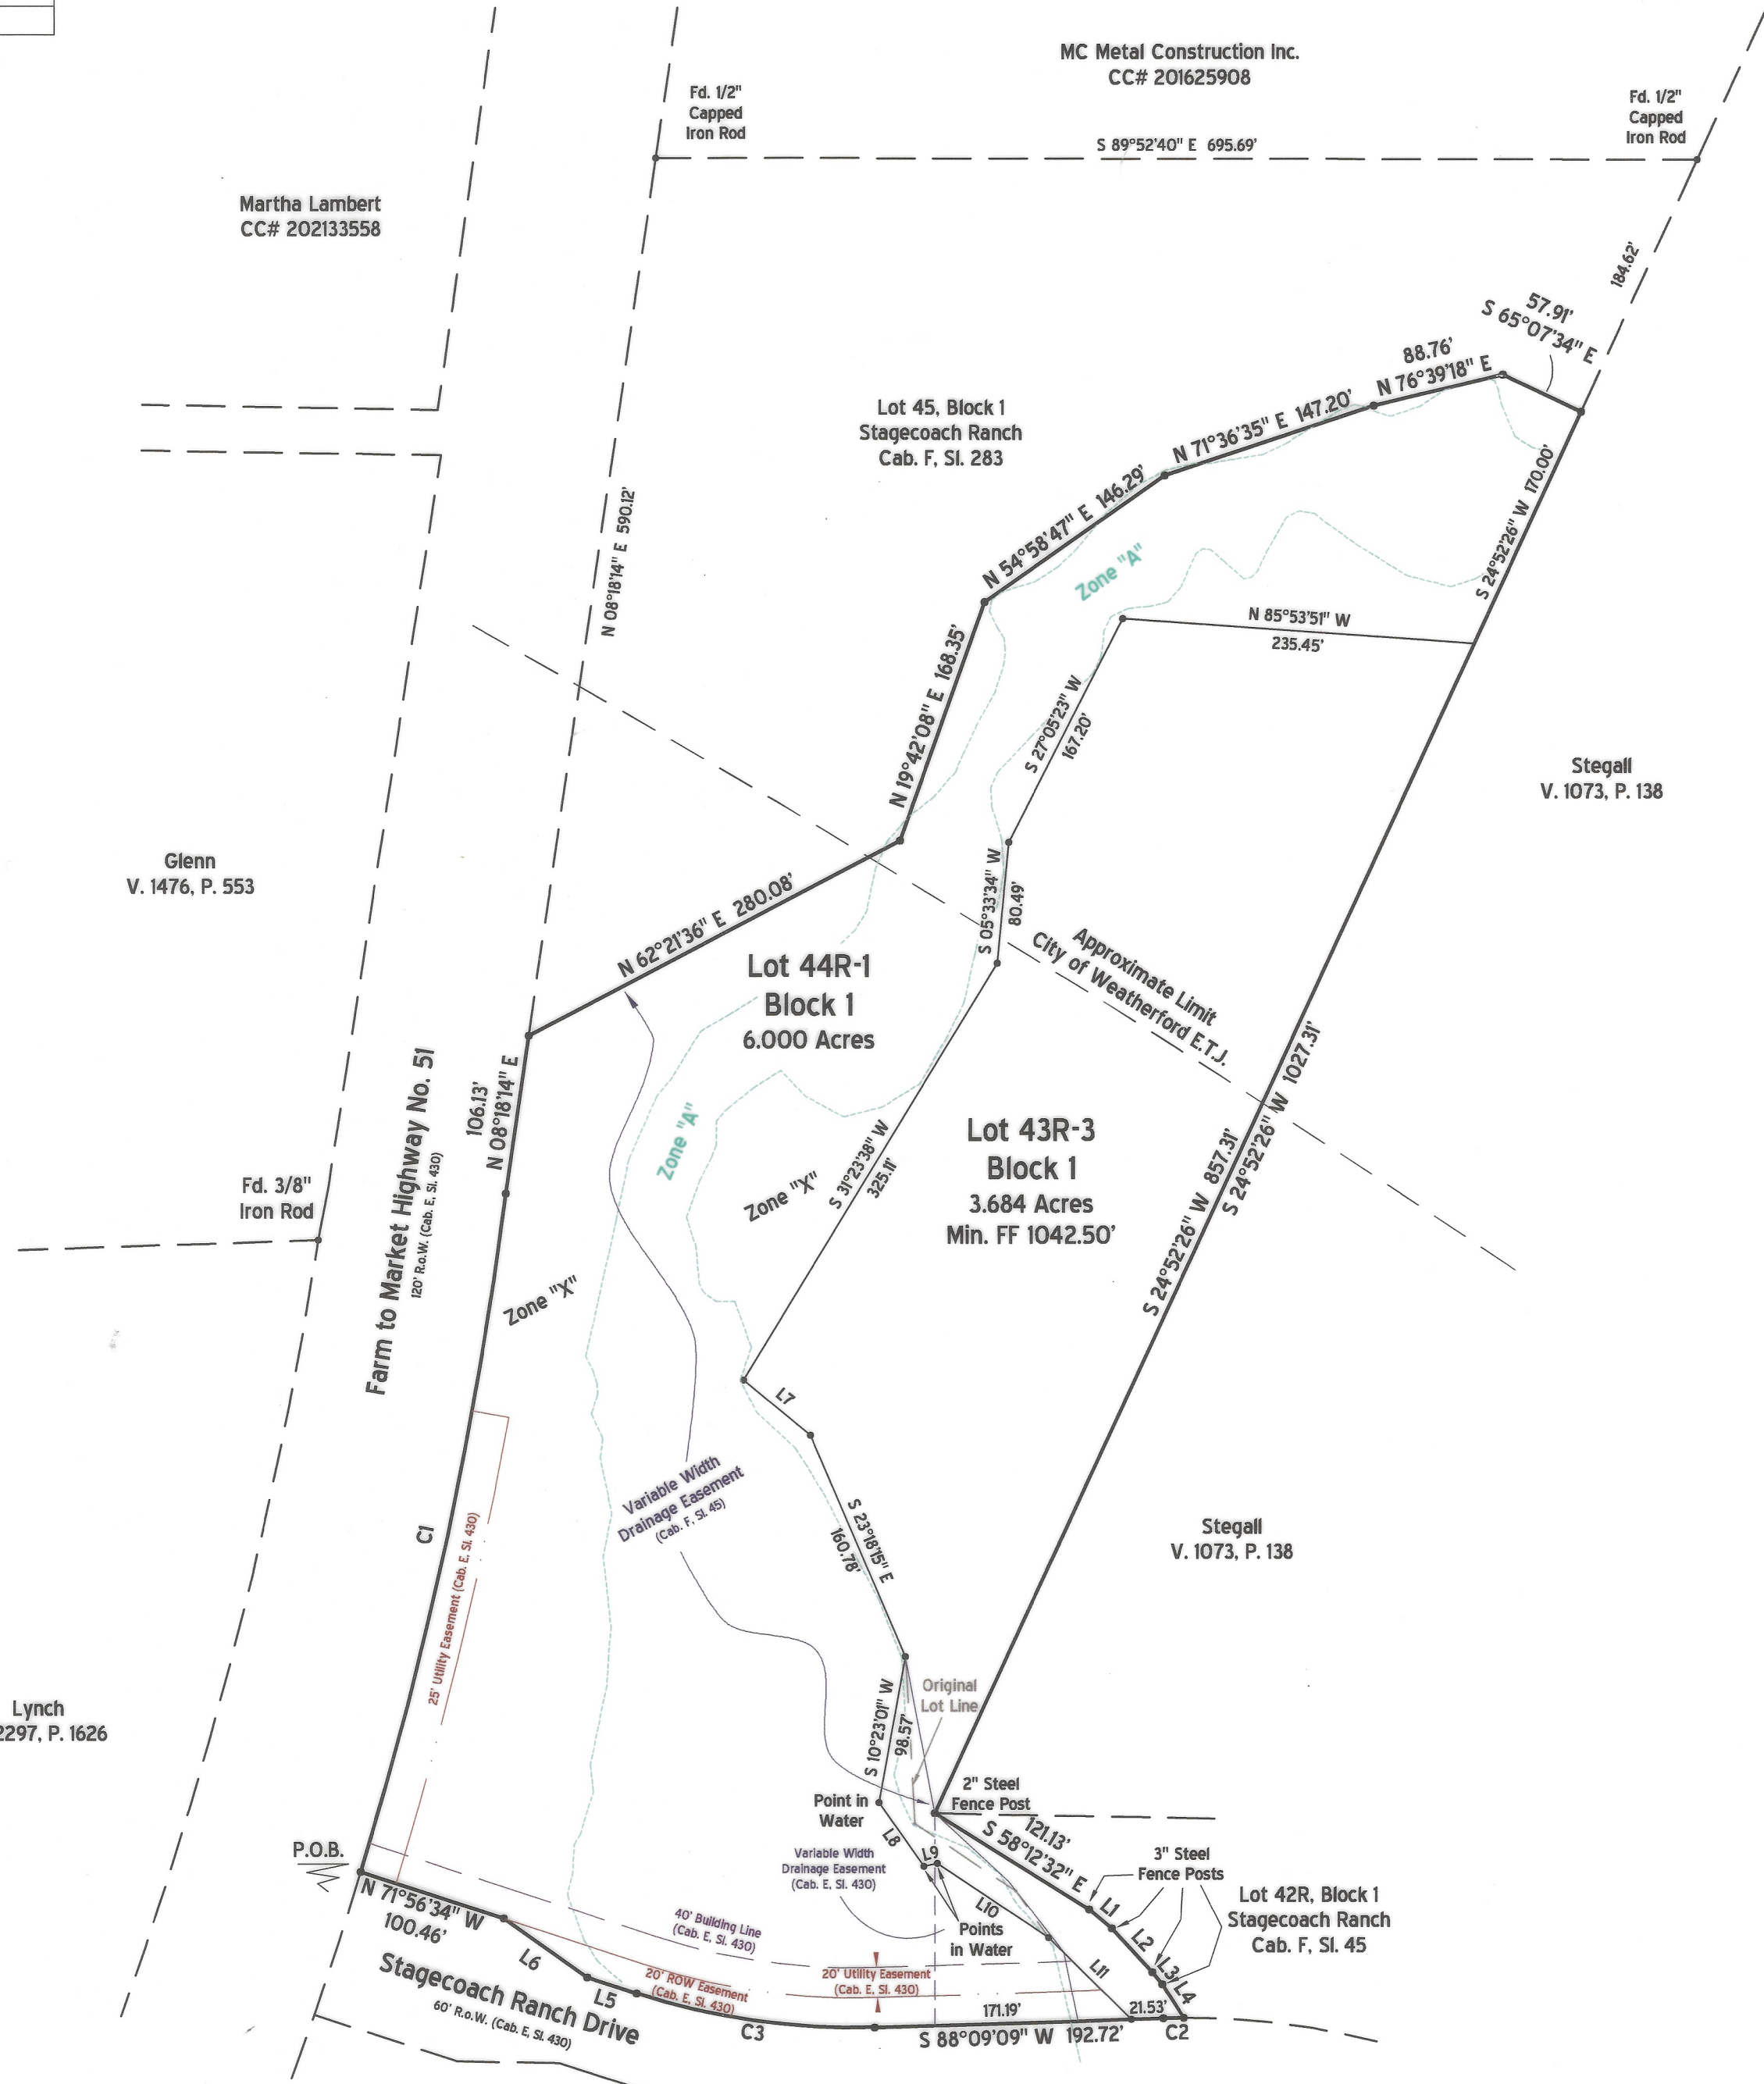 MC Metal Construction Inc.
CC# 201625908
Fd. 1/2"
Capped
Iron Rod
Fd. 1/2"
Capped
Iron Rod
S 89°52'40" E 695.69'
Martha Lambert
CC# 202133558
184.62'
57.91'
S 65°07'34" E
88.76'
N 76°39'18" E
N 71°36'35" E 147.20'
Lot 45, Block 1
Stagecoach Ranch
Cab. F, Sl. 283
N 54°58'47" E 146.29'
S 24°52'26" W 170.00'
N 08°18'14" E 590.12'
Zone "A"
N 85°53'51" W
235.45'
N 19°42'08" E 168.35'
S 27°05'23" W
167.20'
Stegall
V. 1073, P. 138
Glenn
V. 1476, P. 553
S 05°33'34" W
80.49'
N 62°21'36" E 280.08'
Approximate Limit
City of Weatherford E.T.J.
Lot 44R-1
Block 1
6.000 Acres
106.13'
N 08°18'14" E
Farm to Market Highway No. 51
120' R.o.W. (Cab. E, Sl. 430)
Zone "A"
S 31°23'38" W
325.11'
Lot 43R-3
Block 1
3.684 Acres
Min. FF 1042.50'
S 24°52'26" W 857.31'
S 24°52'26" W 1027.31'
Fd. 3/8"
Iron Rod
Zone "X"
Zone "X"
L7
Variable Width
Drainage Easement
(Cab. F, Sl. 45)
C1
25' Utility Easement (Cab. E, Sl. 430)
S 23°18'15" E
160.78'
Stegall
V. 1073, P. 138
Lynch
2297, P. 1626
Original
Lot Line
S 10°23'01" W
98.57'
2" Steel
Fence Post
Point in
Water
121.13'
S 58°12'32" E
L8
L9
P.O.B.
Variable Width
Drainage Easement
(Cab. E, Sl. 430)
3" Steel
Fence Posts
N 71°56'34" W
100.46'
L10
L1
L2
L3
L4
Lot 42R, Block 1
Stagecoach Ranch
Cab. F, Sl. 45
Points
in Water
40' Building Line
(Cab. E, Sl. 430)
L6
L11
20' ROW Easement
(Cab. E, Sl. 430)
20' Utility Easement
(Cab. E, Sl. 430)
L5
Stagecoach Ranch Drive
60' R.o.W. (Cab. E, Sl. 430)
C3
171.19'
21.53'
S 88°09'09" W 192.72'
C2